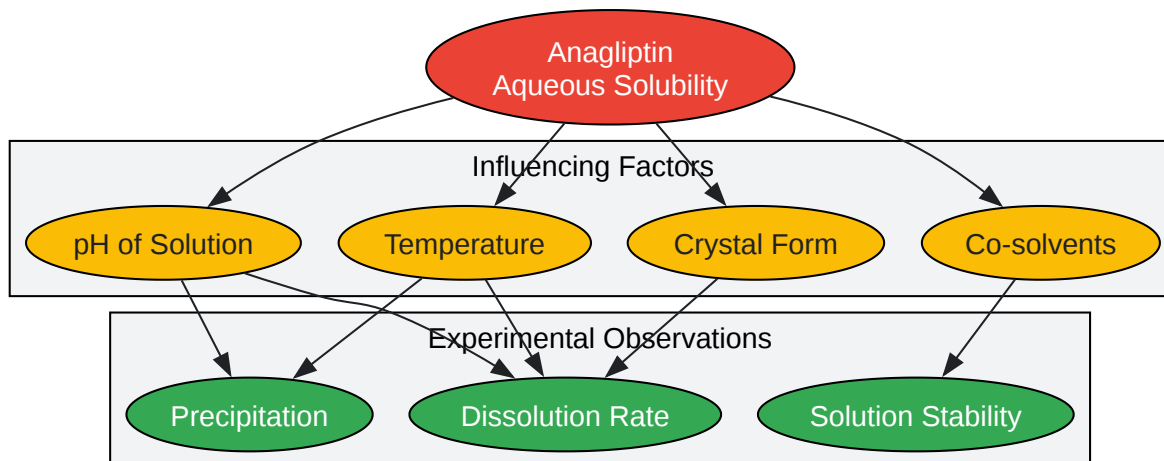 Anagliptin
Aqueous Solubility
Influencing Factors
pH of Solution
Temperature
Crystal Form
Co-solvents
Experimental Observations
Precipitation
Dissolution Rate
Solution Stability